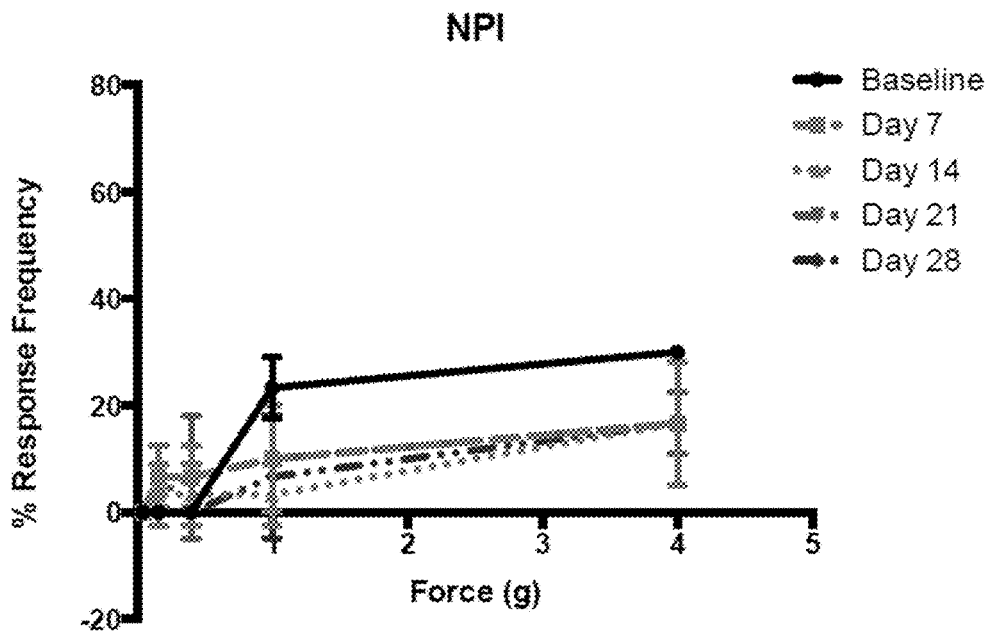 NPI
80
60
40
20
0
-20
% Response Frequency
1
2
3
4
5
Force (g)
Baseline
Day 7
Day 14
Day 21
Day 28